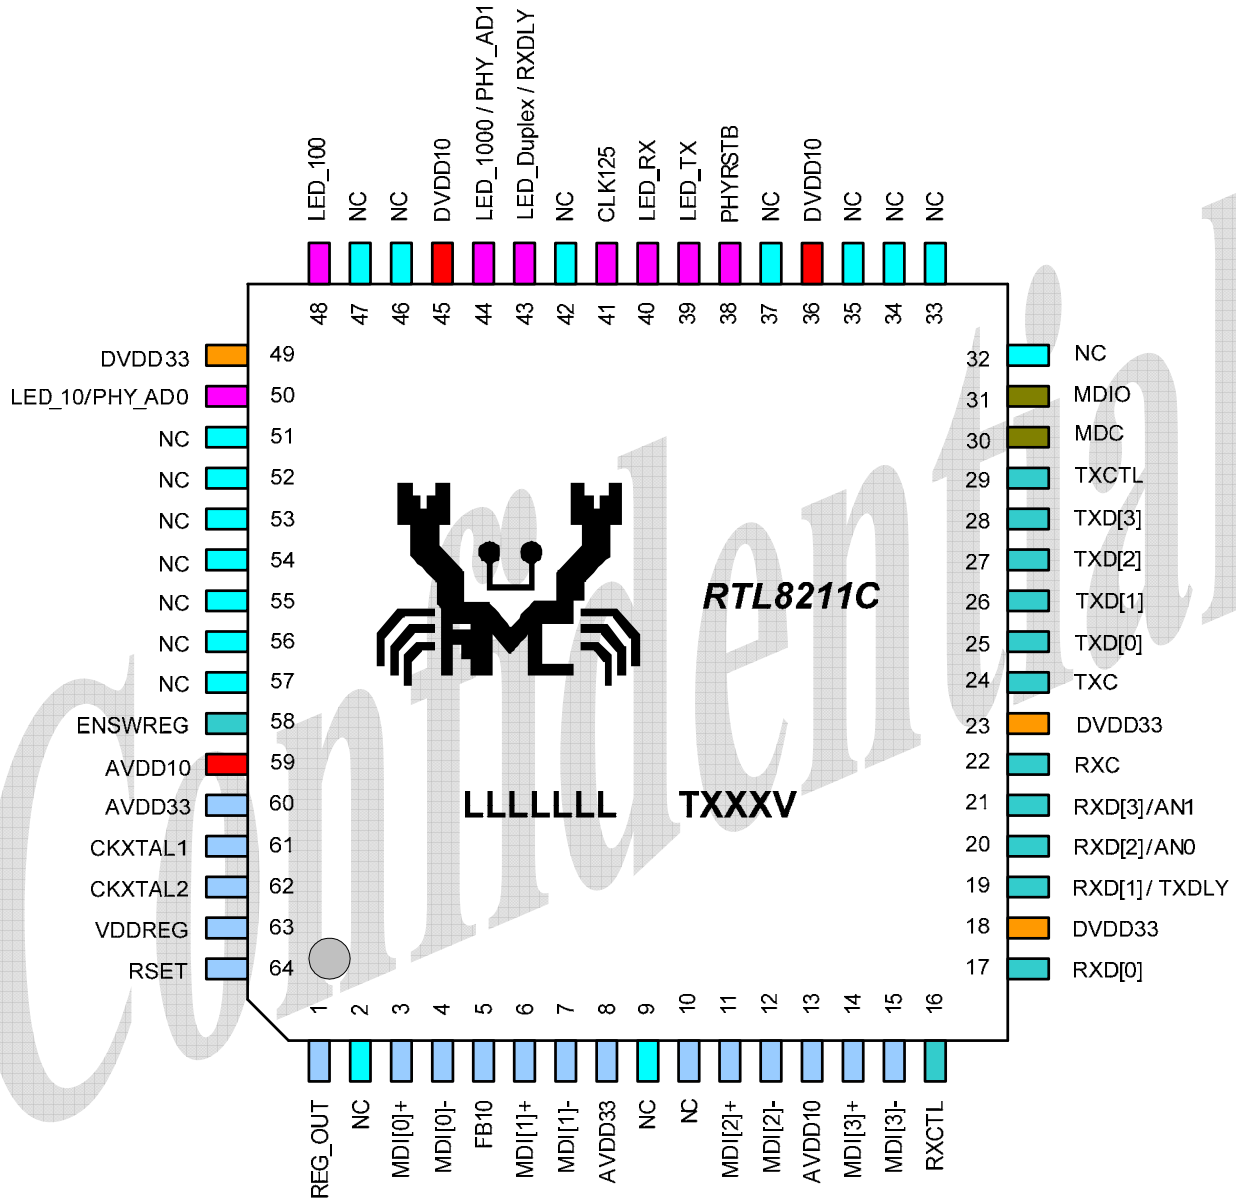 LED_100
NC
NC
DVDD10
LED_1000 / PHY_AD1
LED_Duplex / RXDLY
NC
CLK125
LED_RX
LED_TX
PHYRSTB
NC
DVDD10
NC
NC
NC
48 47 46 45 44 43 42 41 40 39 38 37 36 35 34 33
DVDD33 49
LED_10/PHY_AD0 50
NC 51
NC 52
NC 53
NC 54
NC 55
NC 56
NC 57
ENSWREG 58
AVDD10 59
AVDD33 60
CKXTAL1 61
CKXTAL2 62
VDDREG 63
RSET 64
32 NC
31 MDIO
30 MDC
29 TXCTL
28 TXD[3]
27 TXD[2]
26 TXD[1]
25 TXD[0]
24 TXC
23 DVDD33
22 RXC
21 RXD[3]/AN1
20 RXD[2]/AN0
19 RXD[1]/ TXDLY
18 DVDD33
17 RXD[0]
RTL8211C
LLLLLLL TXXXV
Confidential
1 2 3 4 5 6 7 8 9 10 11 12 13 14 15 16
REG_OUT
NC
MDI[0]+
MDI[0]-
FB10
MDI[1]+
MDI[1]-
AVDD33
NC
NC
MDI[2]+
MDI[2]-
AVDD10
MDI[3]+
MDI[3]-
RXCTL